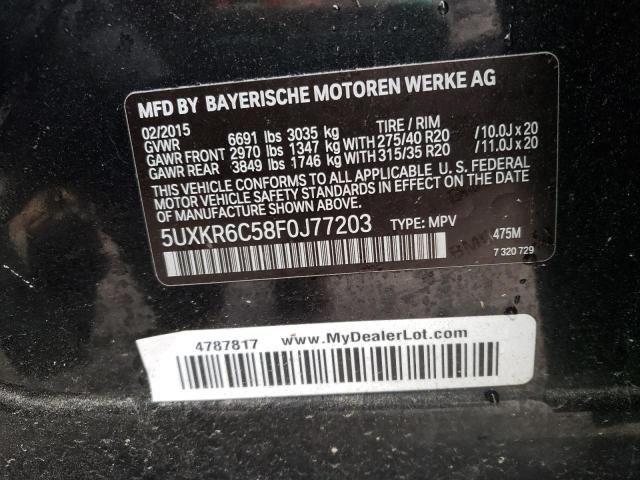 MFD BY BAYERISCHE MOTOREN WERKE AG
02/2015 TIRE / RIM
GVWR 6691 lbs 3035 kg
GAWR FRONT 2970 lbs 1347 kg WITH 275/40 R20 /10.0J x 20
GAWR REAR 3849 lbs 1746 kg WITH 315/35 R20 /11.0J x 20
THIS VEHICLE CONFORMS TO ALL APPLICABLE U. S. FEDERAL
MOTOR VEHICLE SAFETY STANDARDS IN EFFECT ON THE DATE
OF MANUFACTURE SHOWN ABOVE.
5UXKR6C58F0J77203 TYPE: MPV 475M
7 320 729
4787817 www.MyDealerLot.com